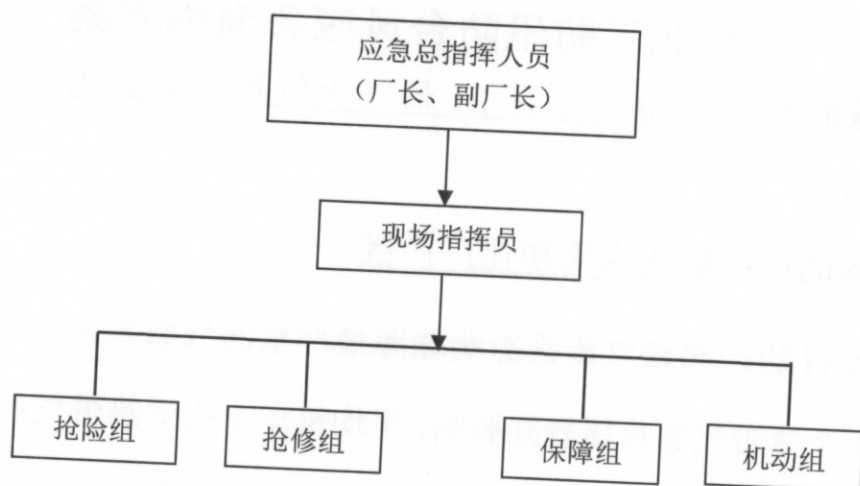 应急总指挥人员
（厂长、副厂长）
现场指挥员
抢险组
抢修组
保障组
机动组